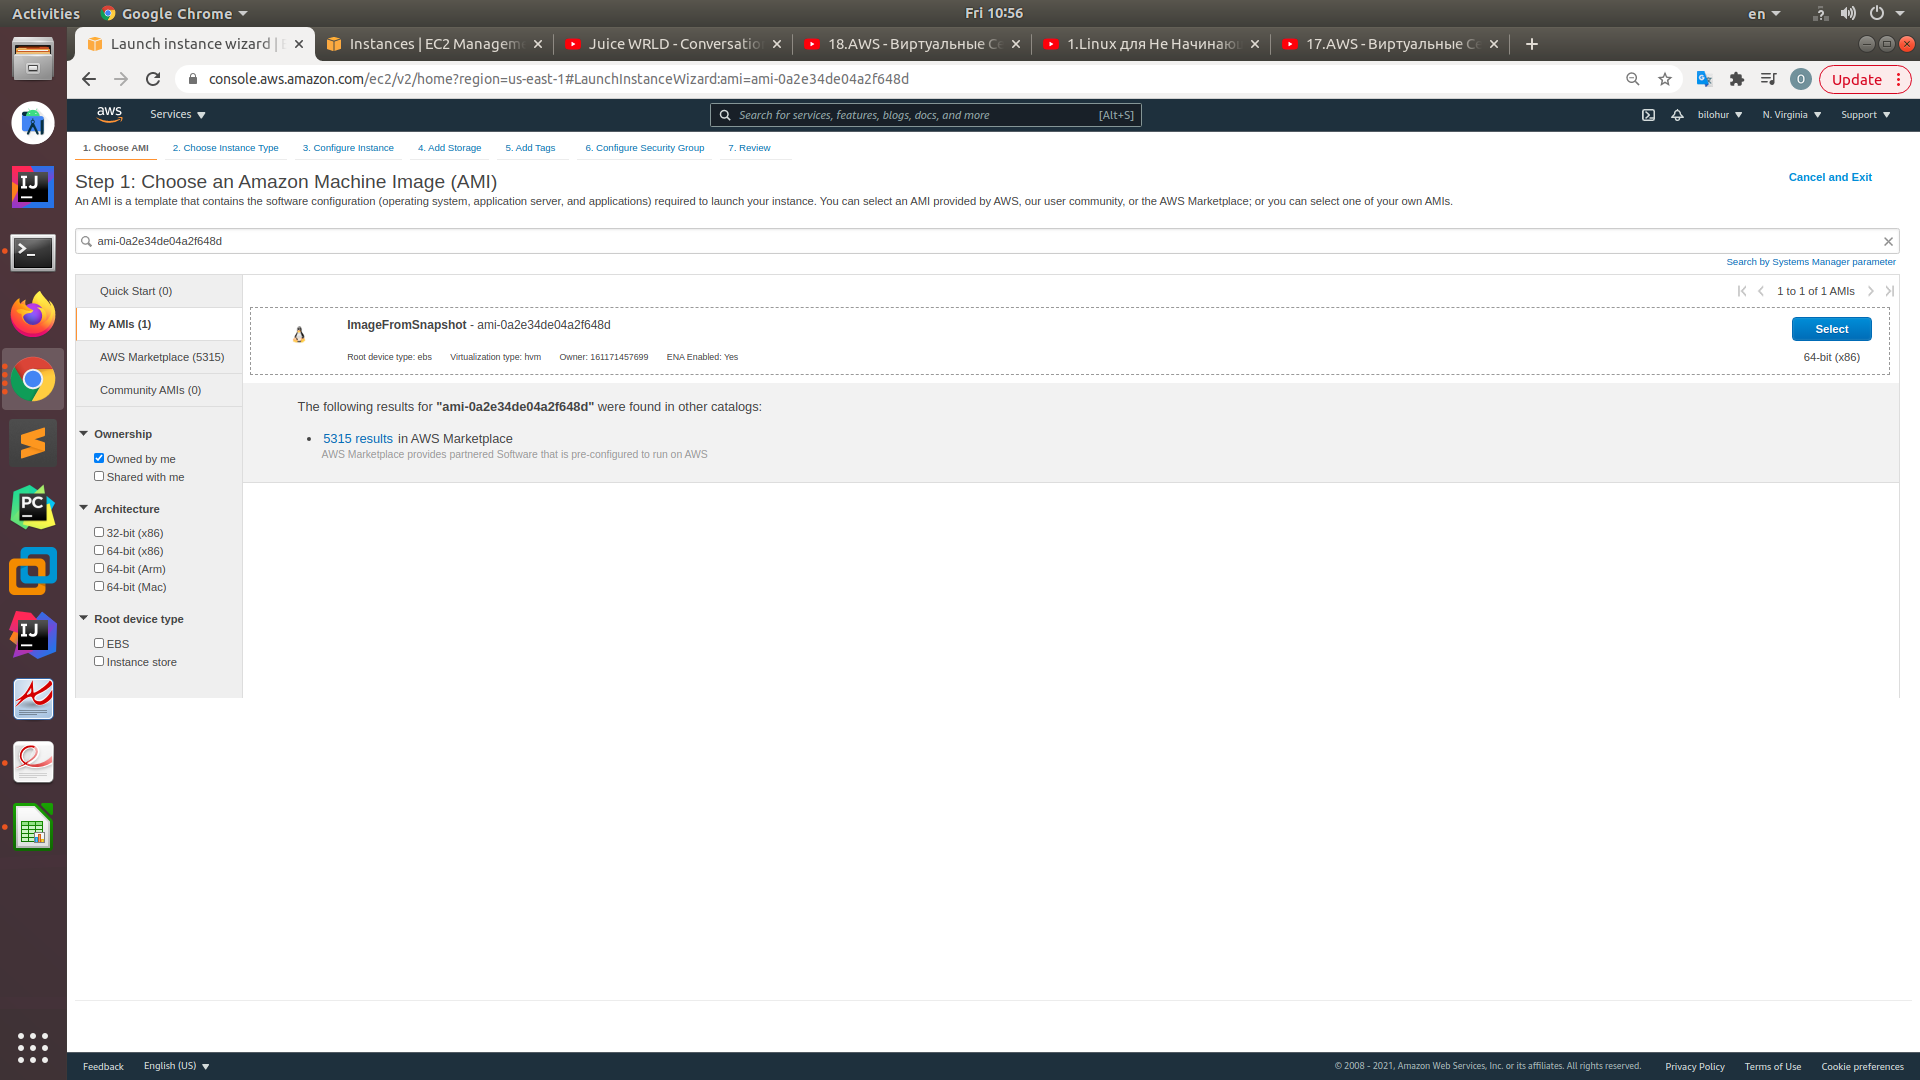 Activities
Google Chrome
Fri 10:56
en
Launch instance wizard | E
Instances | EC2 Manageme
Juice WRLD - Conversatio
18.AWS - Виртуальные Се
1.Linux для Не Начинаю
17.AWS - Виртуальные Се
console.aws.amazon.com/ec2/v2/home?region=us-east-1#LaunchInstanceWizard:ami=ami-0a2e34de04a2f648d
O
Update
aws
Services
Search for services, features, blogs, docs, and more
[Alt+S]
bilohur
N. Virginia
Support
1. Choose AMI
2. Choose Instance Type
3. Configure Instance
4. Add Storage
5. Add Tags
6. Configure Security Group
7. Review
Step 1: Choose an Amazon Machine Image (AMI)
Cancel and Exit
An AMI is a template that contains the software configuration (operating system, application server, and applications) required to launch your instance. You can select an AMI provided by AWS, our user community, or the AWS Marketplace; or you can select one of your own AMIs.
ami-0a2e34de04a2f648d
Search by Systems Manager parameter
Quick Start (0)
My AMIs (1)
AWS Marketplace (5315)
Community AMIs (0)
Ownership
Owned by me
Shared with me
Architecture
32-bit (x86)
64-bit (x86)
64-bit (Arm)
64-bit (Mac)
Root device type
EBS
Instance store
1 to 1 of 1 AMIs
ImageFromSnapshot - ami-0a2e34de04a2f648d
Select
Root device type: ebs
Virtualization type: hvm
Owner: 161171457699
ENA Enabled: Yes
64-bit (x86)
The following results for "ami-0a2e34de04a2f648d" were found in other catalogs:
5315 results in AWS Marketplace
AWS Marketplace provides partnered Software that is pre-configured to run on AWS
IJ
PC
IJ
Feedback
English (US)
© 2008 - 2021, Amazon Web Services, Inc. or its affiliates. All rights reserved.
Privacy Policy
Terms of Use
Cookie preferences